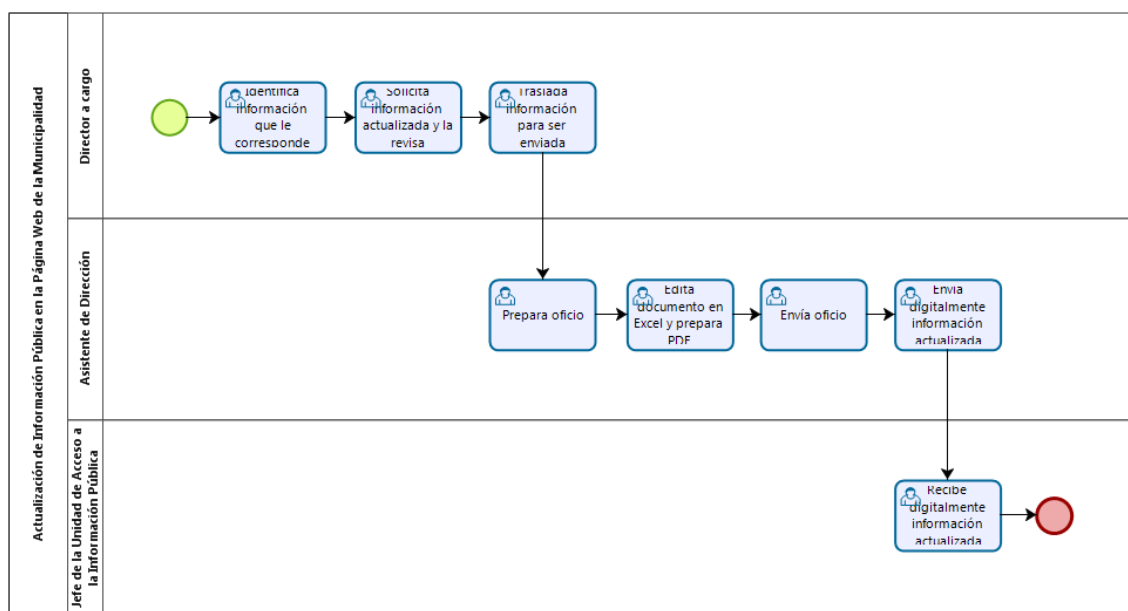 Actualización de Información Pública en la Página Web de la Municipalidad
Director a cargo
Identifica
información
que le
corresponde
Solicita
información
actualizada y la
revisa
Traslada
información
para ser
enviada
Asistente de Dirección
Prepara oficio
Edita
documento en
Excel y prepara
PDF
Envía oficio
Envía
digitalmente
información
actualizada
Jefe de la Unidad de Acceso a
la Información Pública
Recibe
digitalmente
información
actualizada